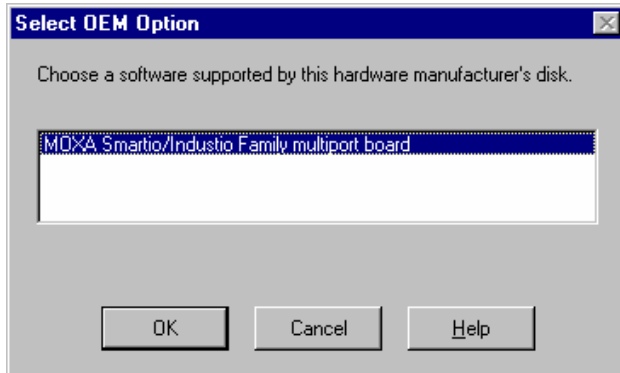 Select OEM Option
Choose a software supported by this hardware manufacturer's disk.
MOXA Smartio/Industio Family multiport board
OK Cancel Help